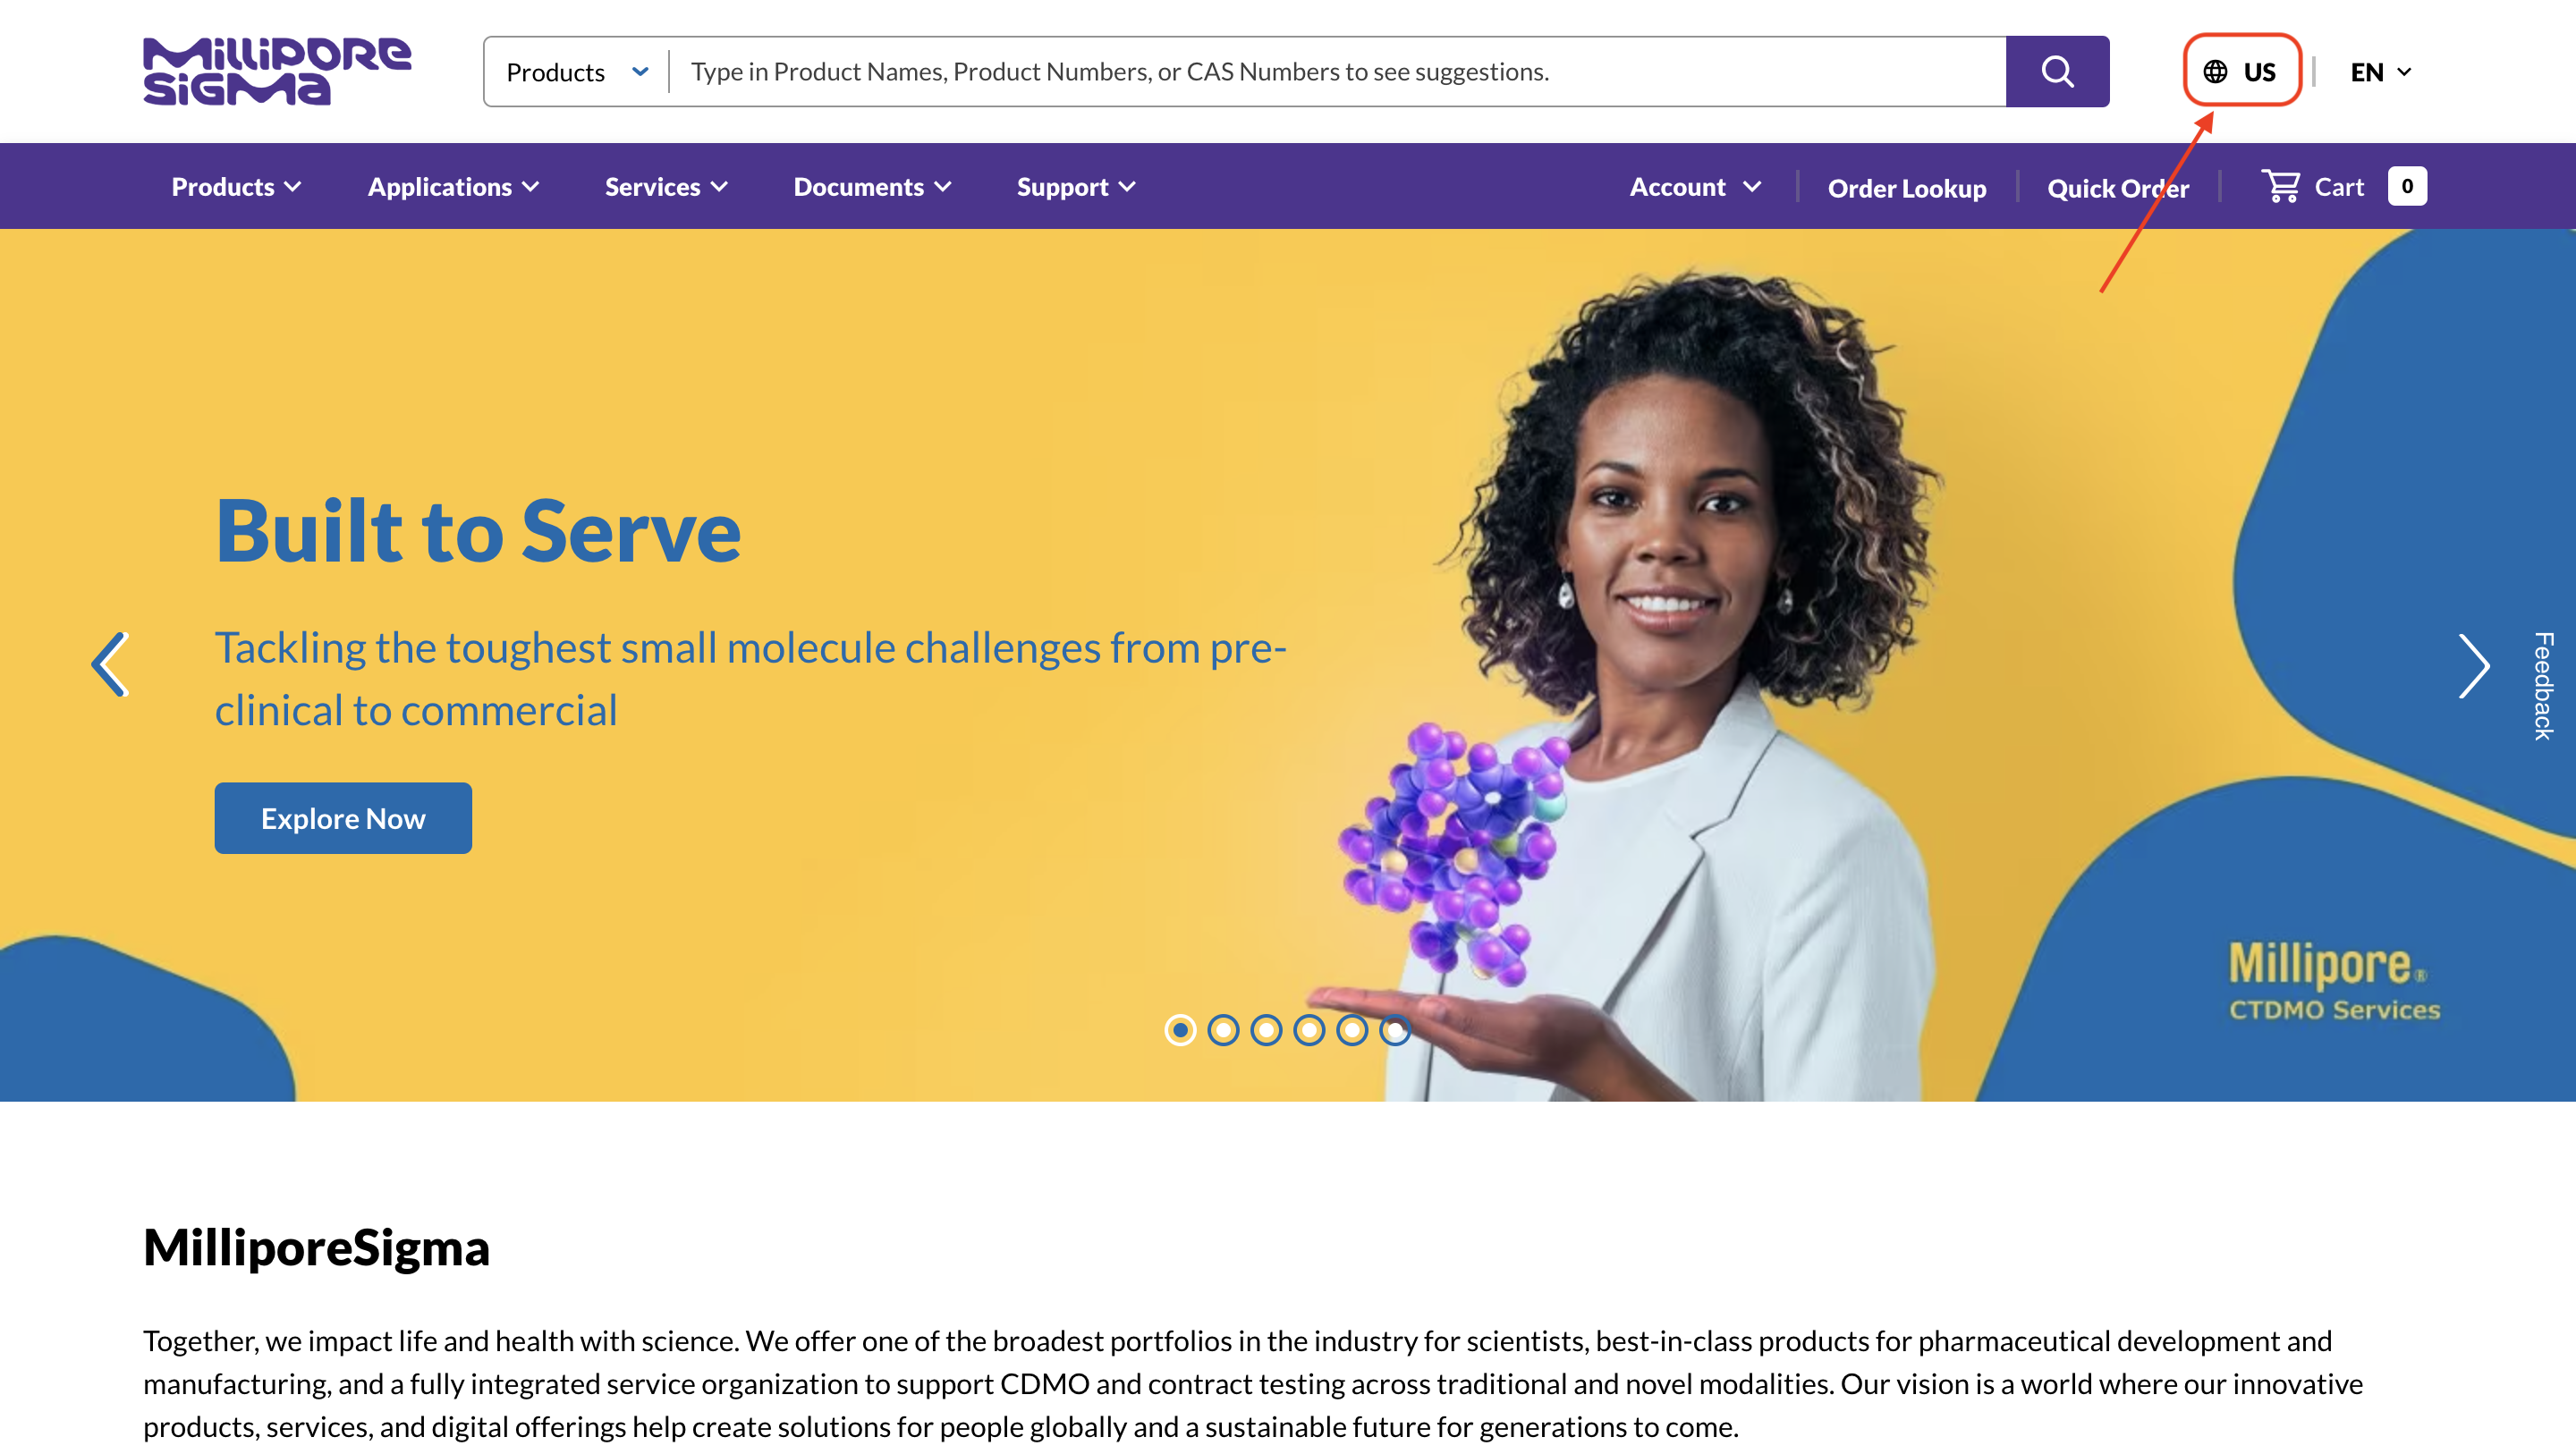 Millipore
Sigma
Products
Type in Product Names, Product Numbers, or CAS Numbers to see suggestions.
US
EN
Products
Applications
Services
Documents
Support
Account
Order Lookup
Quick Order
Cart
0
Built to Serve
Tackling the toughest small molecule challenges from pre-
clinical to commercial
Explore Now
Feedback
Millipore®
CTDMO Services
MilliporeSigma
Together, we impact life and health with science. We offer one of the broadest portfolios in the industry for scientists, best-in-class products for pharmaceutical development and
manufacturing, and a fully integrated service organization to support CDMO and contract testing across traditional and novel modalities. Our vision is a world where our innovative
products, services, and digital offerings help create solutions for people globally and a sustainable future for generations to come.